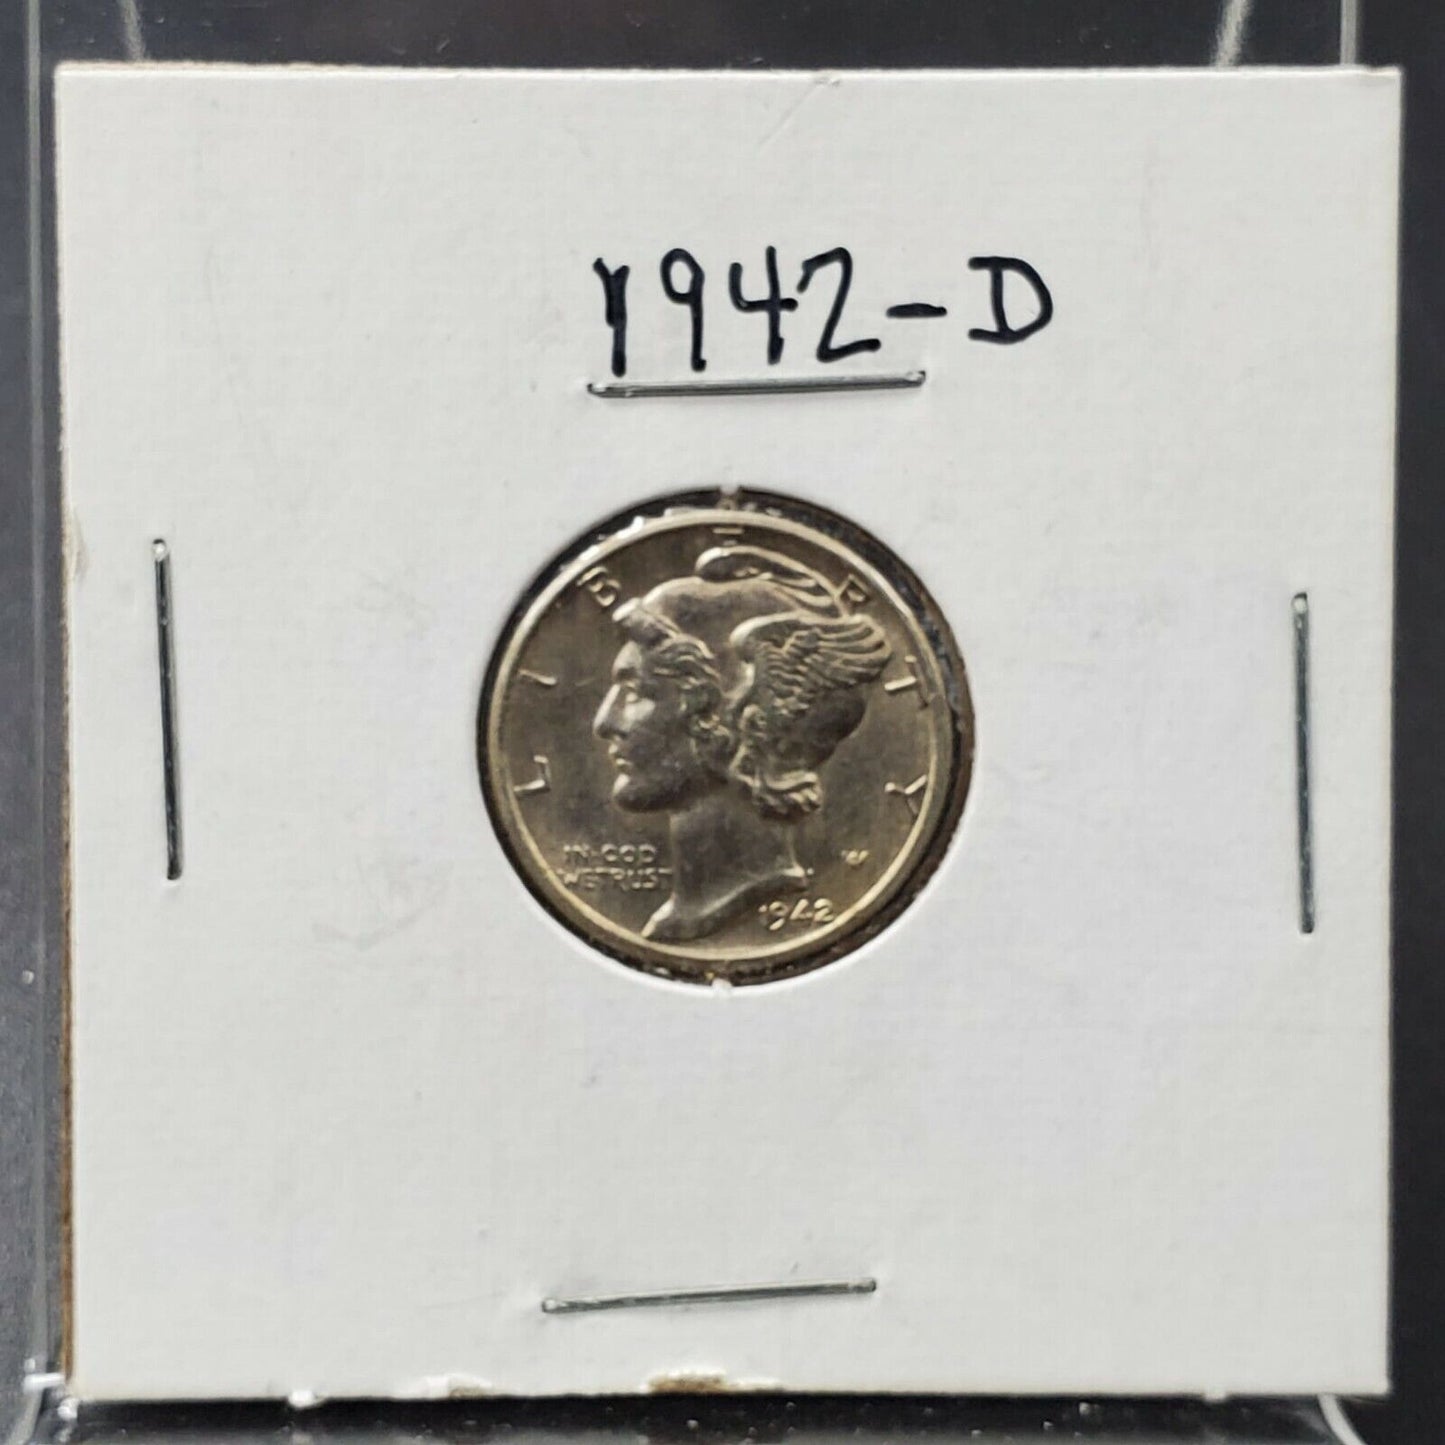 1942-D
LIBERTY
IN GOD
WE TRUST
1942